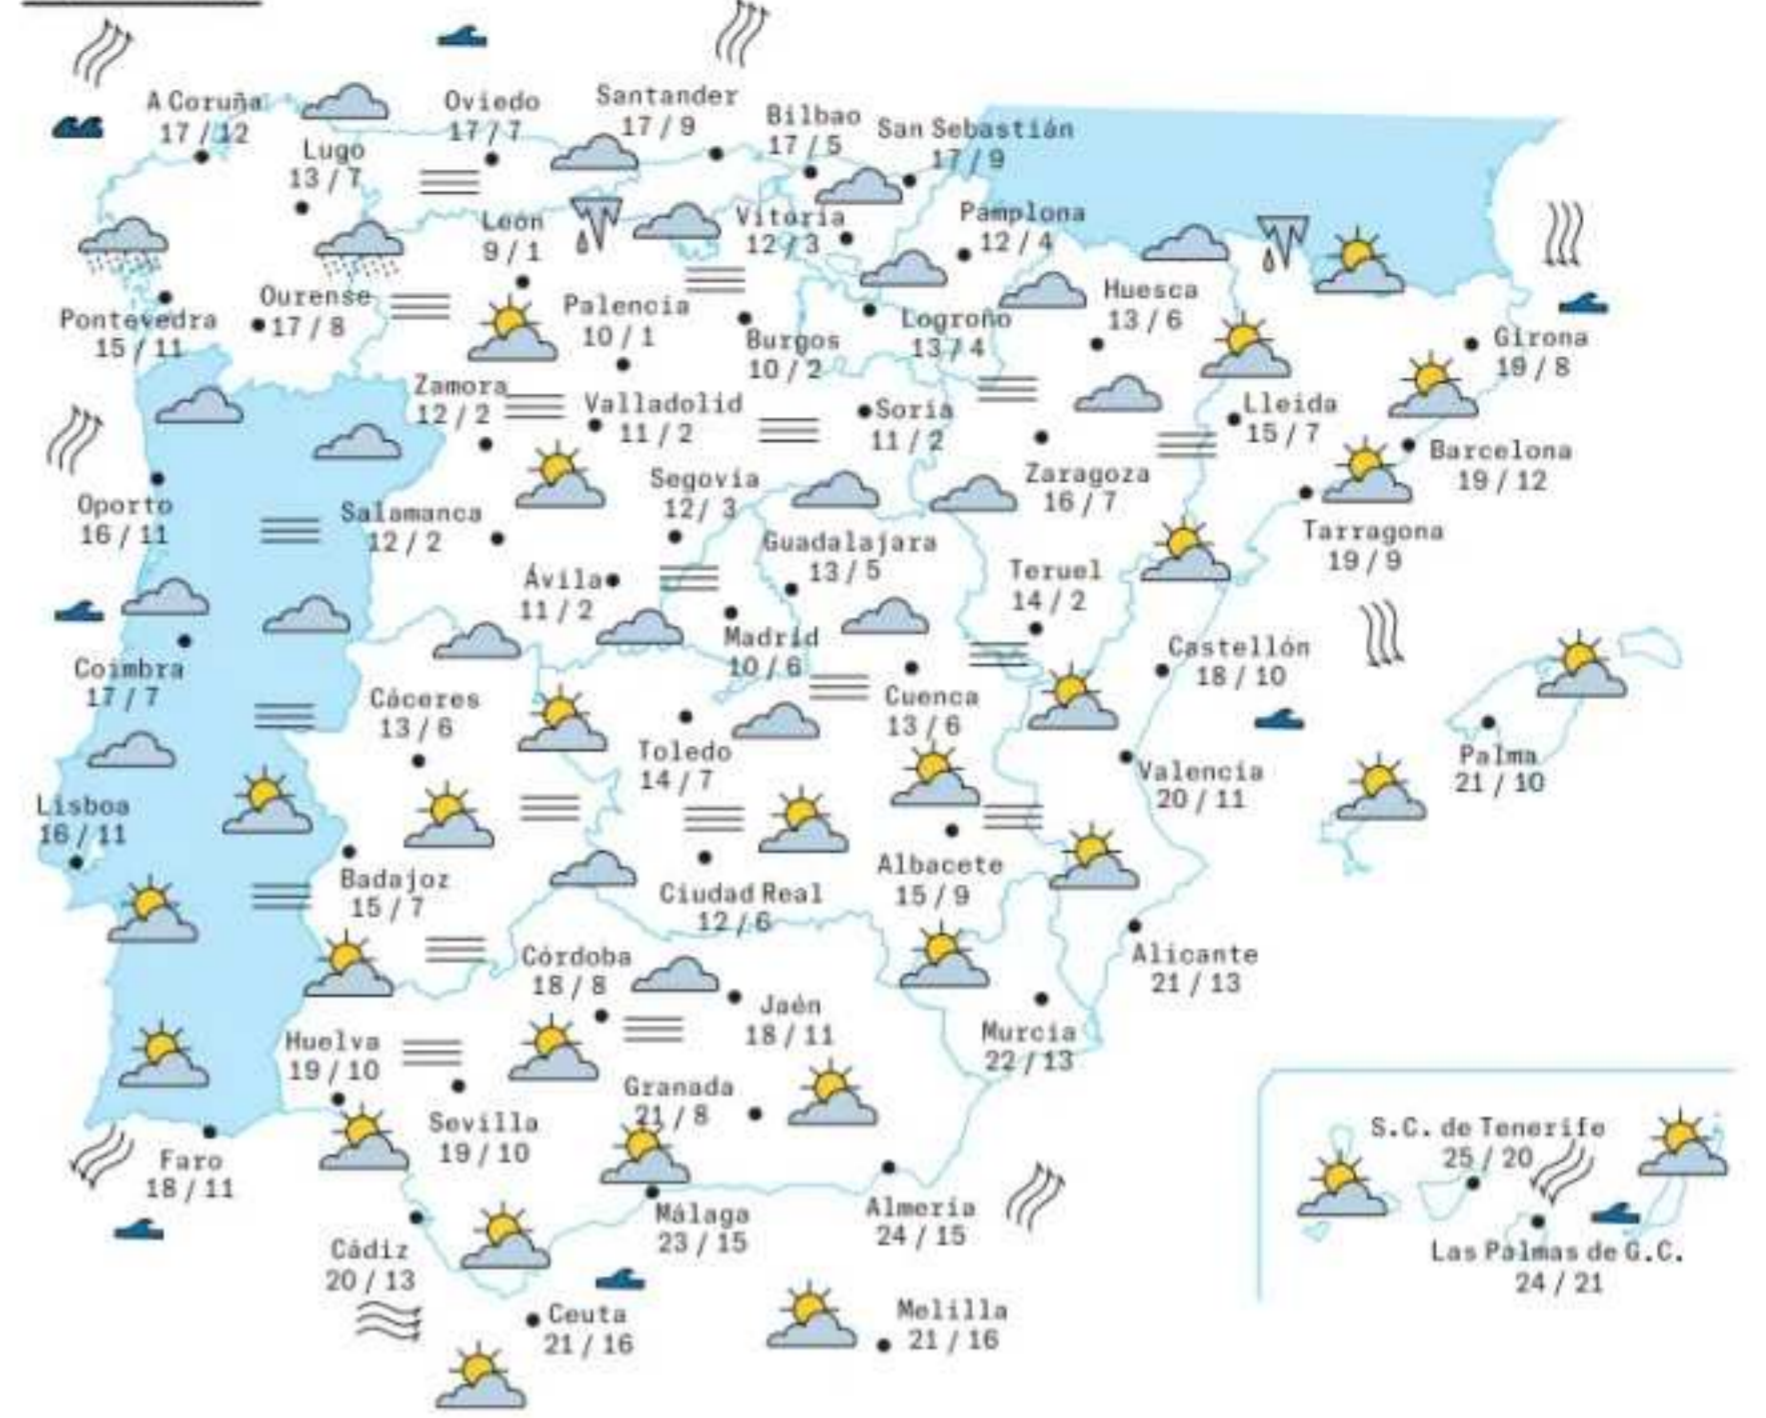 A Coruña
17 / 12
Lugo
13 / 7
Oviedo
17 / 7
Santander
17 / 9
Bilbao
17 / 5
San Sebastián
17 / 9
León
9 / 1
Vitoria
12 / 3
Pamplona
12 / 4
Pontevedra
15 / 11
Ourense
17 / 8
Palencia
10 / 1
Burgos
10 / 2
Logroño
13 / 4
Huesca
13 / 6
Girona
19 / 8
Zamora
12 / 2
Valladolid
11 / 2
Soria
11 / 2
Lleida
15 / 7
Barcelona
19 / 12
Oporto
16 / 11
Salamanca
12 / 2
Segovia
12/ 3
Zaragoza
16 / 7
Tarragona
19 / 9
Ávila
11 / 2
Guadalajara
13 / 5
Teruel
14 / 2
Coimbra
17 / 7
Madrid
10 / 6
Castellón
18 / 10
Cáceres
13 / 6
Cuenca
13 / 6
Toledo
14 / 7
Valencia
20 / 11
Palma
21 / 10
Lisboa
16 / 11
Badajoz
15 / 7
Ciudad Real
12 / 6
Albacete
15 / 9
Alicante
21 / 13
Córdoba
18 / 8
Jaén
18 / 11
Murcia
22 / 13
Huelva
19 / 10
Sevilla
19 / 10
Granada
21 / 8
Faro
18 / 11
Málaga
23 / 15
Almería
24 / 15
S.C. de Tenerife
25 / 20
Las Palmas de G.C.
24 / 21
Cádiz
20 / 13
Ceuta
21 / 16
Melilla
21 / 16